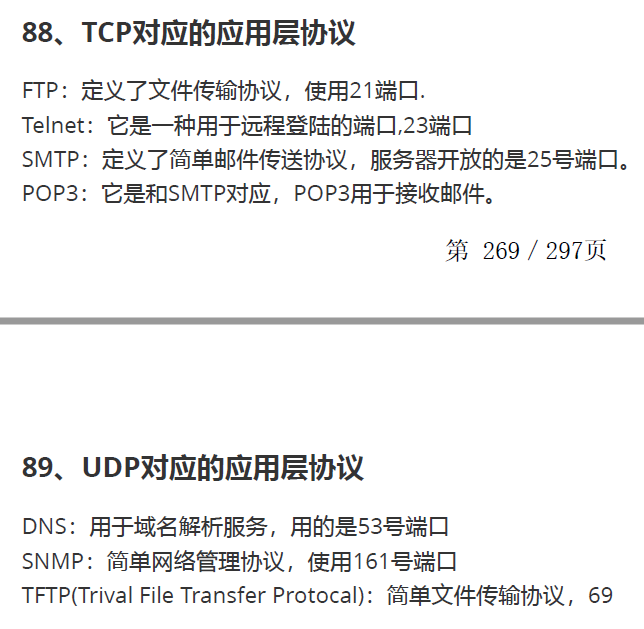 88、TCP对应的应用层协议
FTP：定义了文件传输协议，使用21端口.
Telnet：它是一种用于远程登陆的端口,23端口
SMTP：定义了简单邮件传送协议，服务器开放的是25号端口。
POP3：它是和SMTP对应，POP3用于接收邮件。
第 269 / 297页
89、UDP对应的应用层协议
DNS：用于域名解析服务，用的是53号端口
SNMP：简单网络管理协议，使用161号端口
TFTP(Trival File Transfer Protocal)：简单文件传输协议，69